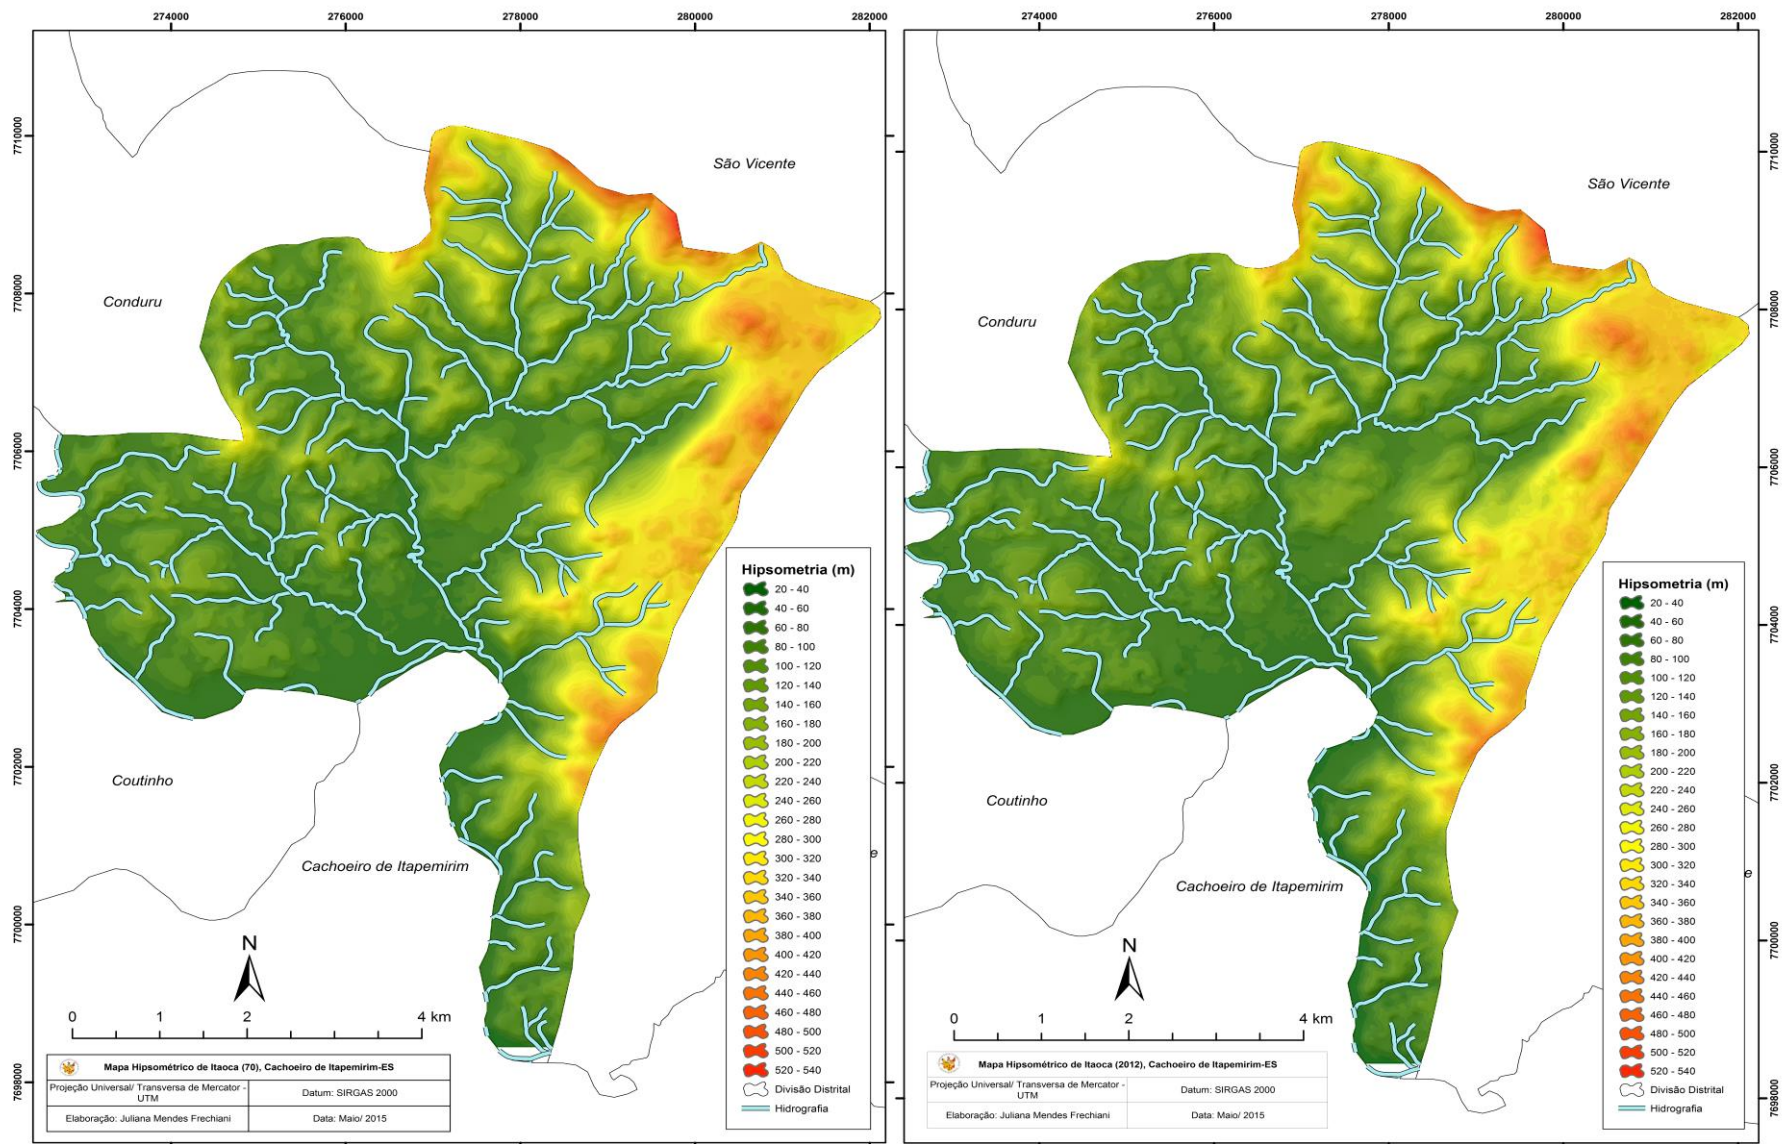 274000
276000
278000
280000
282000
7710000
7708000
7706000
7704000
7702000
7700000
7698000
São Vicente
Conduru
Coutinho
Cachoeiro de Itapemirim
e
N
0 1 2 4 km
Hipsometria (m)
20 - 40
40 - 60
60 - 80
80 - 100
100 - 120
120 - 140
140 - 160
160 - 180
180 - 200
200 - 220
220 - 240
240 - 260
260 - 280
280 - 300
300 - 320
320 - 340
340 - 360
360 - 380
380 - 400
400 - 420
420 - 440
440 - 460
460 - 480
480 - 500
500 - 520
520 - 540
Divisão Distrital
Hidrografia
Mapa Hipsométrico de Itaoca (70), Cachoeiro de Itapemirim-ES
Projeção Universal/ Transversa de Mercator -
UTM
Datum: SIRGAS 2000
Elaboração: Juliana Mendes Frechiani
Data: Maio/ 2015
274000
276000
278000
280000
282000
7710000
7708000
7706000
7704000
7702000
7700000
7698000
São Vicente
Conduru
Coutinho
Cachoeiro de Itapemirim
e
N
0 1 2 4 km
Hipsometria (m)
20 - 40
40 - 60
60 - 80
80 - 100
100 - 120
120 - 140
140 - 160
160 - 180
180 - 200
200 - 220
220 - 240
240 - 260
260 - 280
280 - 300
300 - 320
320 - 340
340 - 360
360 - 380
380 - 400
400 - 420
420 - 440
440 - 460
460 - 480
480 - 500
500 - 520
520 - 540
Divisão Distrital
Hidrografia
Mapa Hipsométrico de Itaoca (2012), Cachoeiro de Itapemirim-ES
Projeção Universal/ Transversa de Mercator -
UTM
Datum: SIRGAS 2000
Elaboração: Juliana Mendes Frechiani
Data: Maio/ 2015